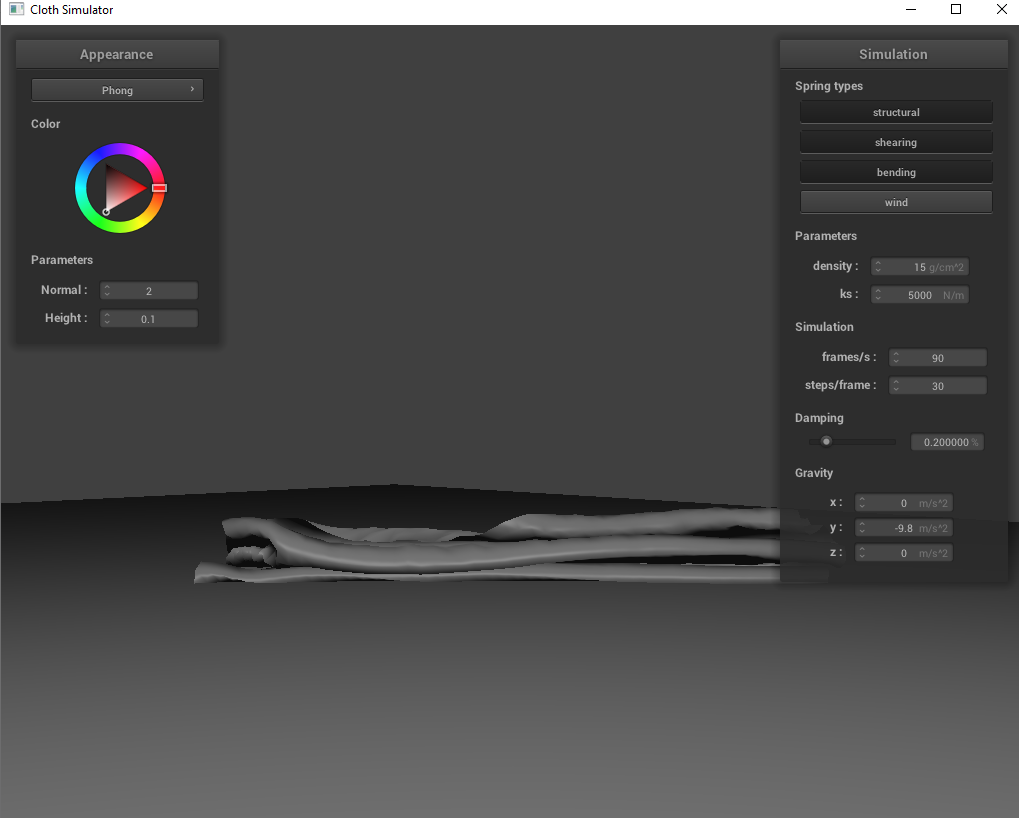 Cloth Simulator
Appearance
Phong
Color
Parameters
Normal : 2
Height : 0.1
Simulation
Spring types
structural
shearing
bending
wind
Parameters
density : 15 g/cm^2
ks : 5000 N/m
Simulation
frames/s : 90
steps/frame : 30
Damping
0.200000 %
Gravity
x : 0 m/s^2
y : -9.8 m/s^2
z : 0 m/s^2